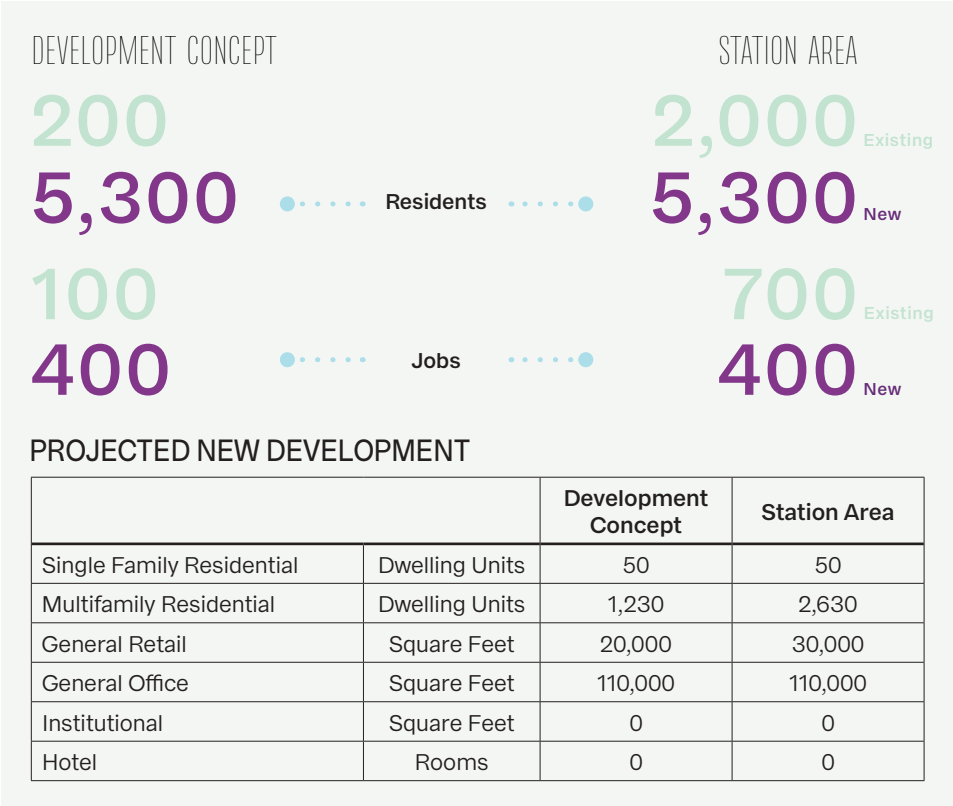 DEVELOPMENT CONCEPT STATION AREA
200 2,000 Existing
5,300 Residents 5,300 New
100 700 Existing
400 Jobs 400 New
PROJECTED NEW DEVELOPMENT
Development Concept Station Area
Single Family Residential Dwelling Units 50 50
Multifamily Residential Dwelling Units 1,230 2,630
General Retail Square Feet 20,000 30,000
General Office Square Feet 110,000 110,000
Institutional Square Feet 0 0
Hotel Rooms 0 0